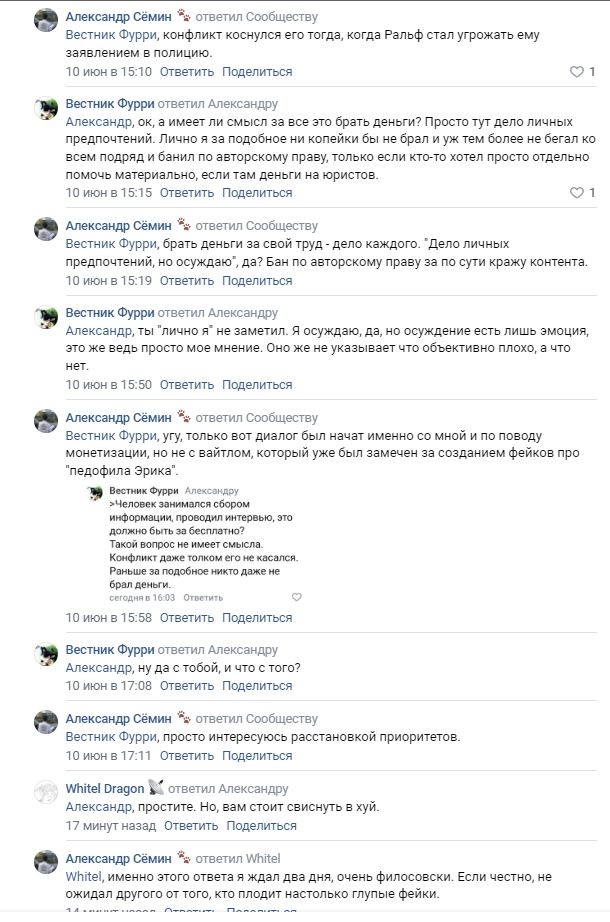 Александр Сёмин ответил Сообществу
Вестник Фурри, конфликт коснулся его тогда, когда Ральф стал угрожать ему
заявлением в полицию.
10 июн в 15:10 Ответить Поделиться 1
Вестник Фурри ответил Александру
Александр, ок, а имеет ли смысл за все это брать деньги? Просто тут дело личных
предпочтений. Лично я за подобное ни копейки бы не брал и уж тем более не бегал ко
всем подряд и банил по авторскому праву, только если кто-то хотел просто отдельно
помочь материально, если там деньги на юристов.
10 июн в 15:15 Ответить Поделиться 1
Александр Сёмин ответил Сообществу
Вестник Фурри, брать деньги за свой труд - дело каждого. "Дело личных
предпочтений, но осуждаю", да? Бан по авторскому праву за по сути кражу контента.
10 июн в 15:19 Ответить Поделиться
Вестник Фурри ответил Александру
Александр, ты "лично я" не заметил. Я осуждаю, да, но осуждение есть лишь эмоция,
это же ведь просто мое мнение. Оно же не указывает что объективно плохо, а что
нет.
10 июн в 15:50 Ответить Поделиться
Александр Сёмин ответил Сообществу
Вестник Фурри, угу, только вот диалог был начат именно со мной и по поводу
монетизации, но не с вайтлом, который уже был замечен за созданием фейков про
"педофила Эрика".
Вестник Фурри Александру
>Человек занимался сбором
информации, проводил интервью, это
должно быть за бесплатно?
Такой вопрос не имеет смысла.
Конфликт даже толком его не касался.
Раньше за подобное никто даже не
брал деньги.
сегодня в 16:03 Ответить
10 июн в 15:58 Ответить Поделиться
Вестник Фурри ответил Александру
Александр, ну да с тобой, и что с того?
10 июн в 17:08 Ответить Поделиться
Александр Сёмин ответил Сообществу
Вестник Фурри, просто интересуюсь расстановкой приоритетов.
10 июн в 17:11 Ответить Поделиться
Whitel Dragon ответил Александру
Александр, простите. Но, вам стоит свиснуть в хуй.
17 минут назад Ответить Поделиться
Александр Сёмин ответил Whitel
Whitel, именно этого ответа я ждал два дня, очень филосовски. Если честно, не
ожидал другого от того, кто плодит настолько глупые фейки.
14 минут назад Ответить Поделиться